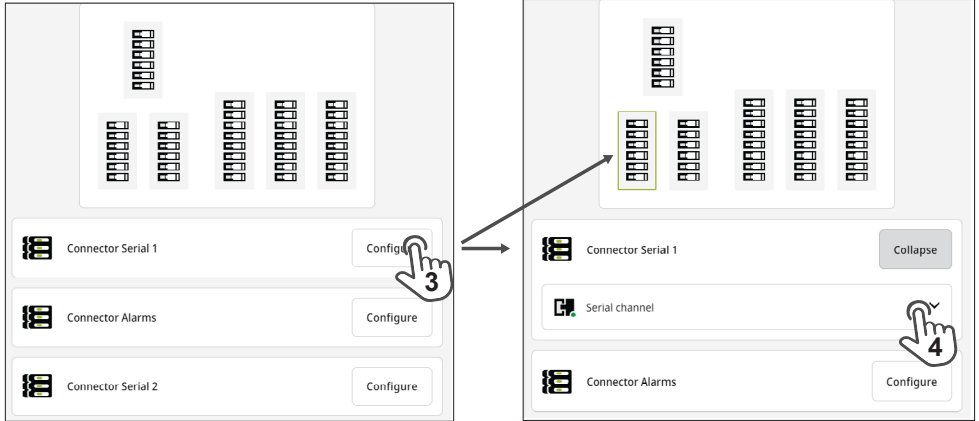 Connector Serial 1
Configure
3
Connector Alarms
Configure
Connector Serial 2
Configure
Connector Serial 1
Collapse
Serial channel
4
Connector Alarms
Configure